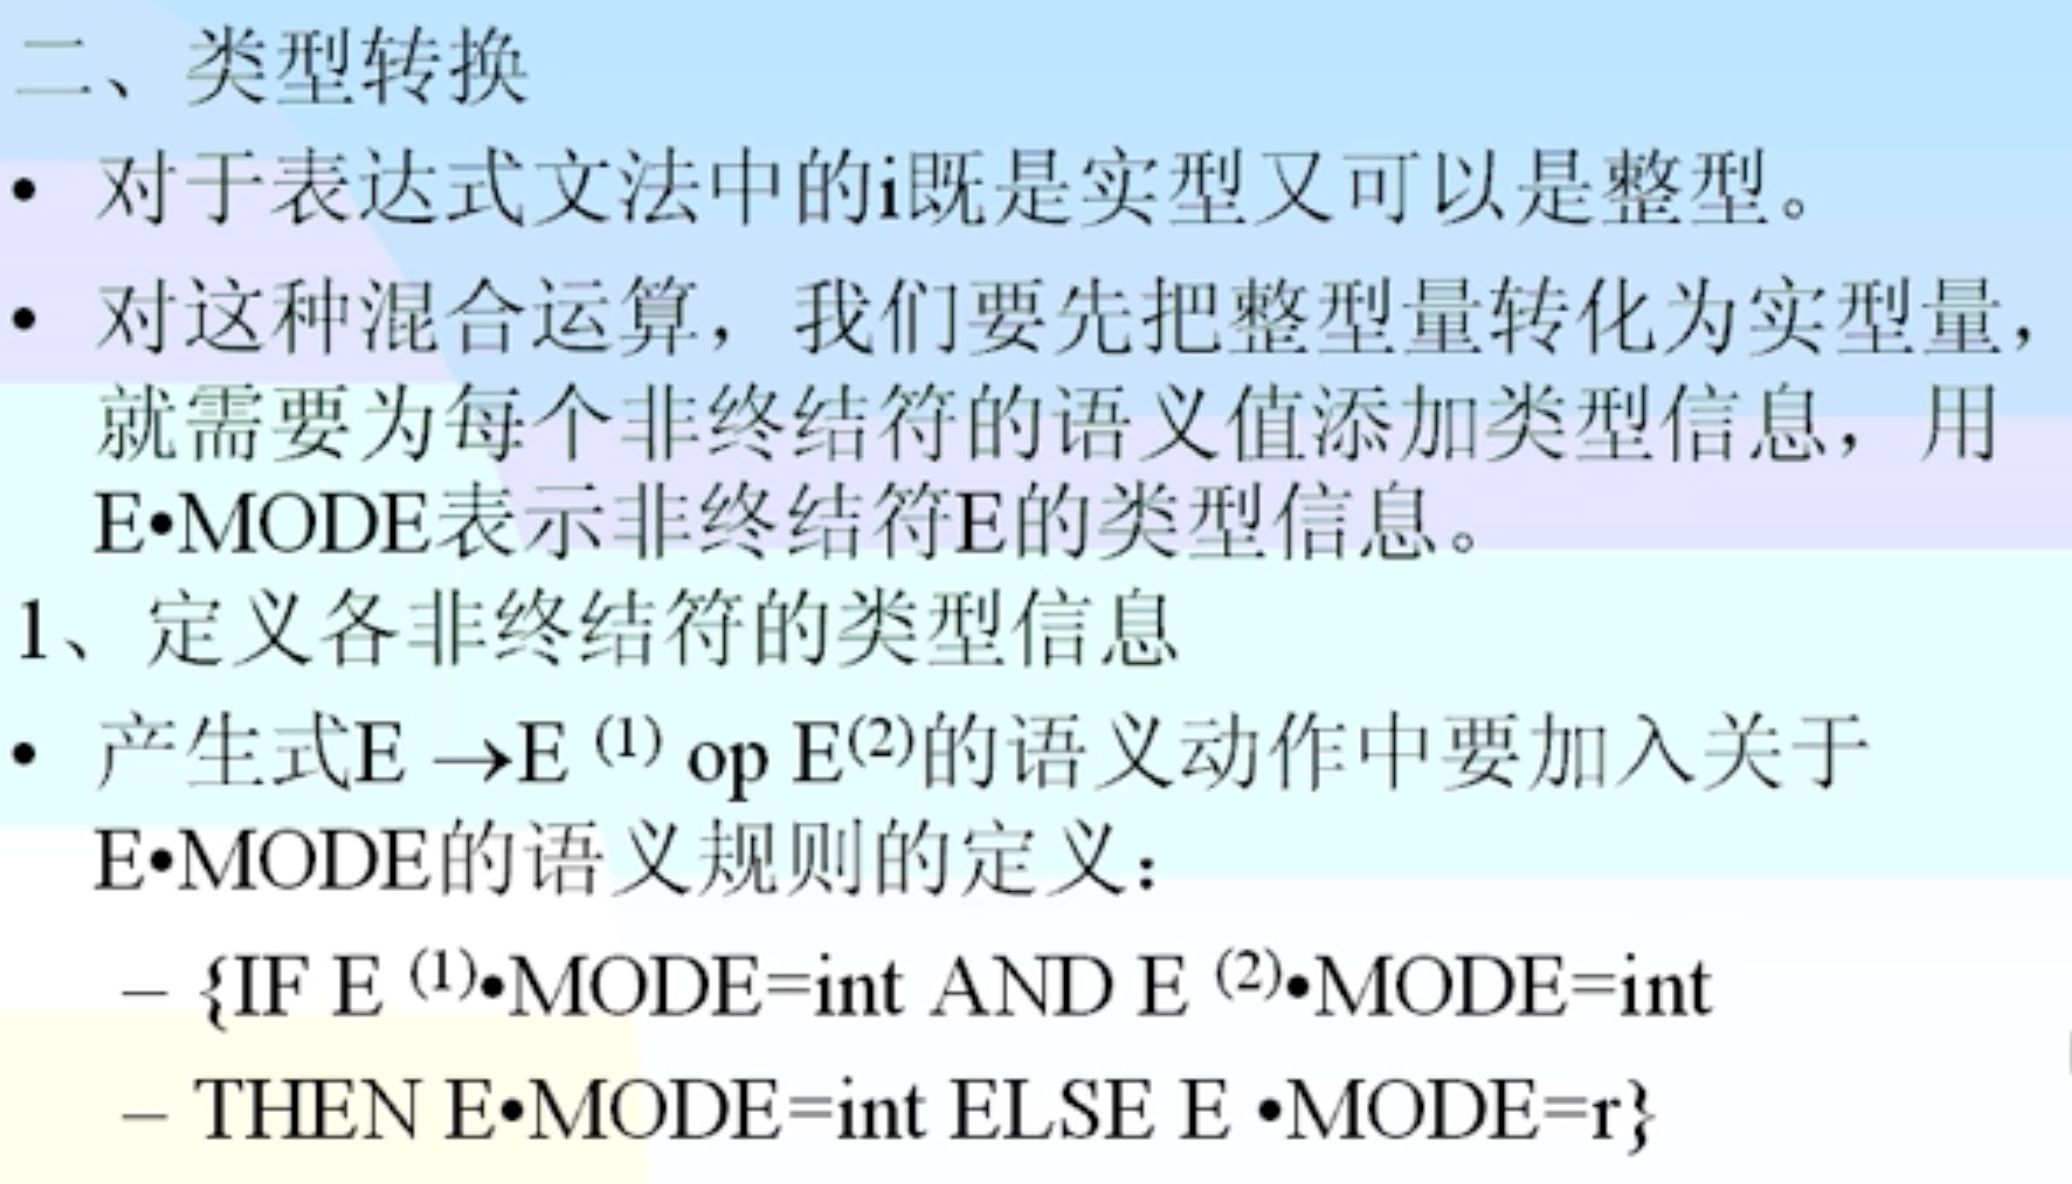 二、类型转换
• 对于表达式文法中的i既是实型又可以是整型。
• 对这种混合运算，我们要先把整型量转化为实型量，
就需要为每个非终结符的语义值添加类型信息，用
E•MODE表示非终结符E的类型信息。
1、定义各非终结符的类型信息
• 产生式E →E ⁽¹⁾ op E⁽²⁾的语义动作中要加入关于
E•MODE的语义规则的定义：
– {IF E ⁽¹⁾•MODE=int AND E ⁽²⁾•MODE=int
– THEN E•MODE=int ELSE E •MODE=r}